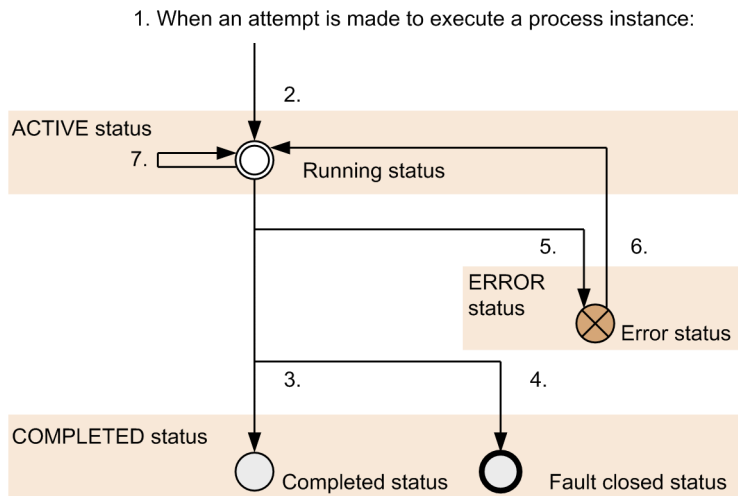 1. When an attempt is made to execute a process instance:
2.
ACTIVE status
7.
Running status
5.
6.
ERROR
status
Error status
3.
4.
COMPLETED status
Completed status
Fault closed status